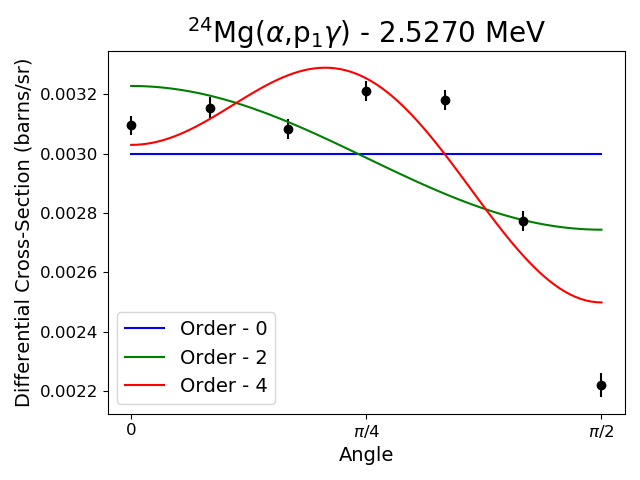 ²⁴Mg(α,p₁γ) - 2.5270 MeV
Differential Cross-Section (barns/sr)
0.0032
0.0030
0.0028
0.0026
0.0024
0.0022
Order - 0
Order - 2
Order - 4
0
π/4
π/2
Angle